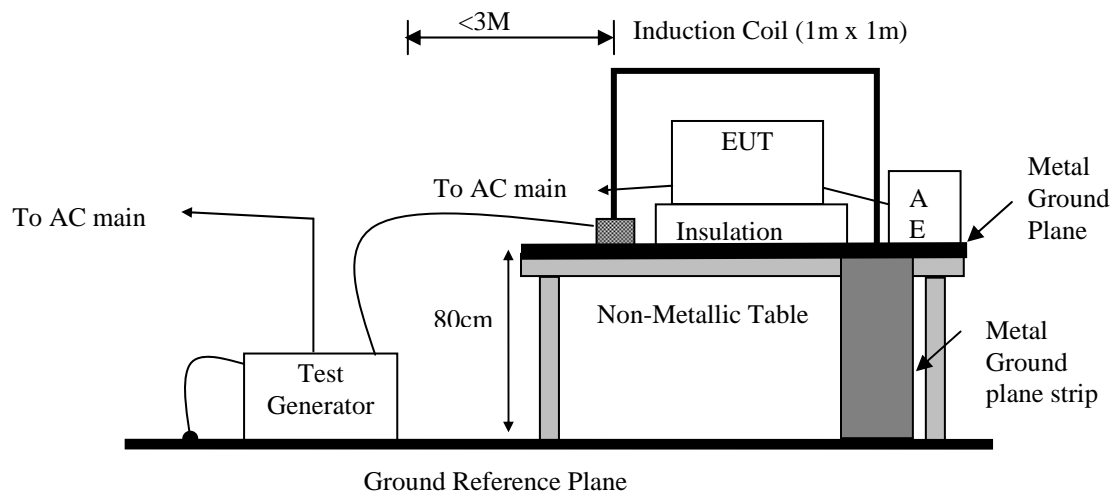 <3M
Induction Coil (1m x 1m)
EUT
Metal
Ground
Plane
To AC main
A
E
To AC main
Insulation
80cm
Non-Metallic Table
Metal
Ground
plane strip
Test
Generator
Ground Reference Plane